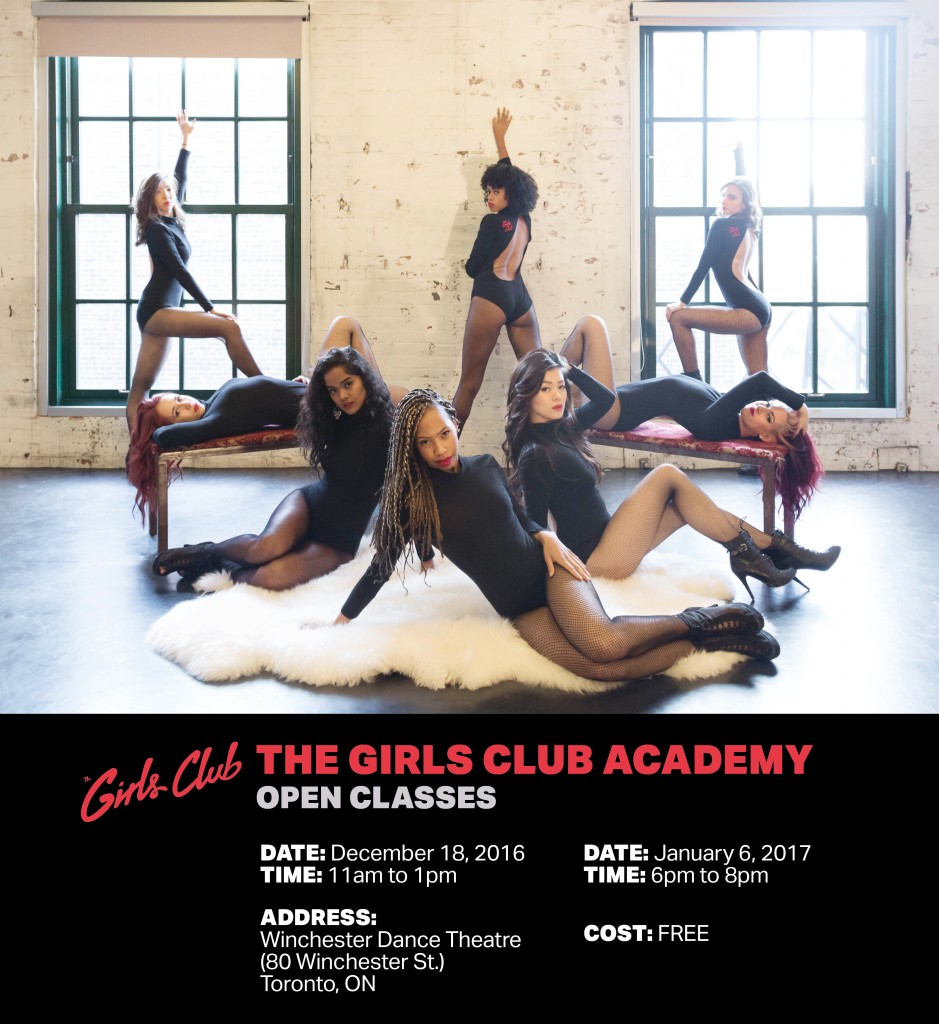 The Girls Club
THE GIRLS CLUB ACADEMY
OPEN CLASSES
DATE: December 18, 2016
TIME: 11am to 1pm
ADDRESS:
Winchester Dance Theatre
(80 Winchester St.)
Toronto, ON
DATE: January 6, 2017
TIME: 6pm to 8pm
COST: FREE